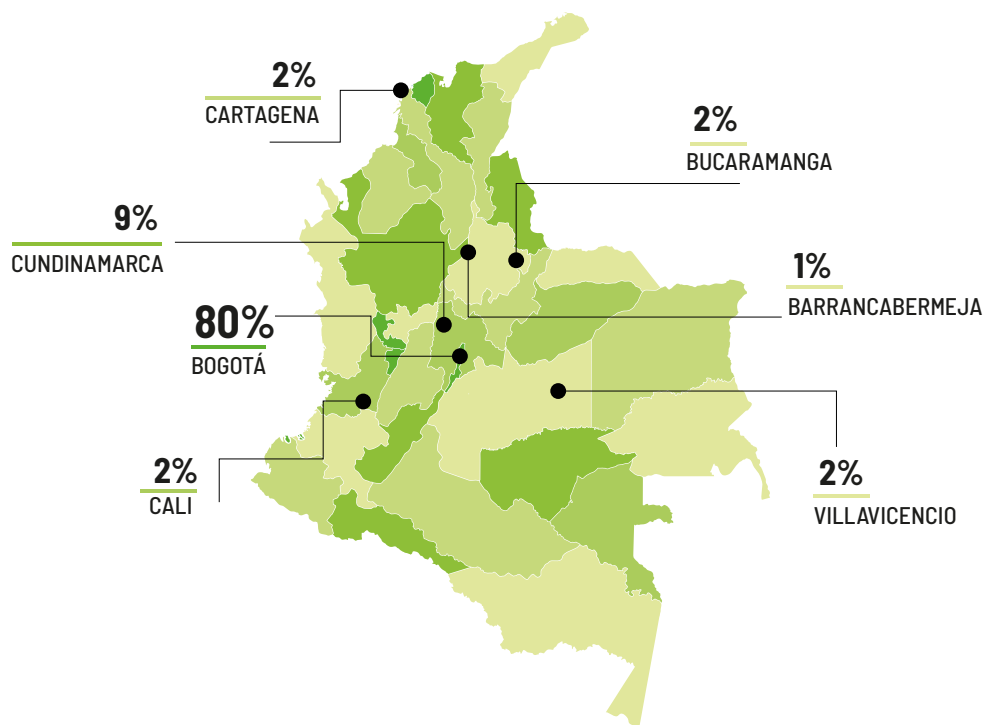 2%
CARTAGENA
2%
BUCARAMANGA
9%
CUNDINAMARCA
1%
BARRANCABERMEJA
80%
BOGOTÁ
2%
CALI
2%
VILLAVICENCIO